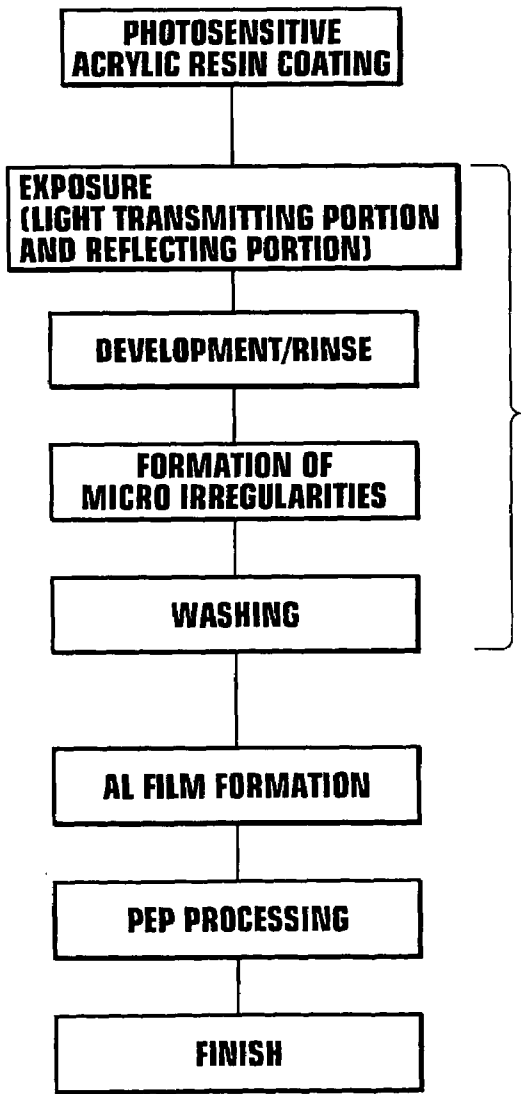 PHOTOSENSITIVE
ACRYLIC RESIN COATING
EXPOSURE
(LIGHT TRANSMITTING PORTION
AND REFLECTING PORTION)
DEVELOPMENT/RINSE
FORMATION OF
MICRO IRREGULARITIES
WASHING
AL FILM FORMATION
PEP PROCESSING
FINISH